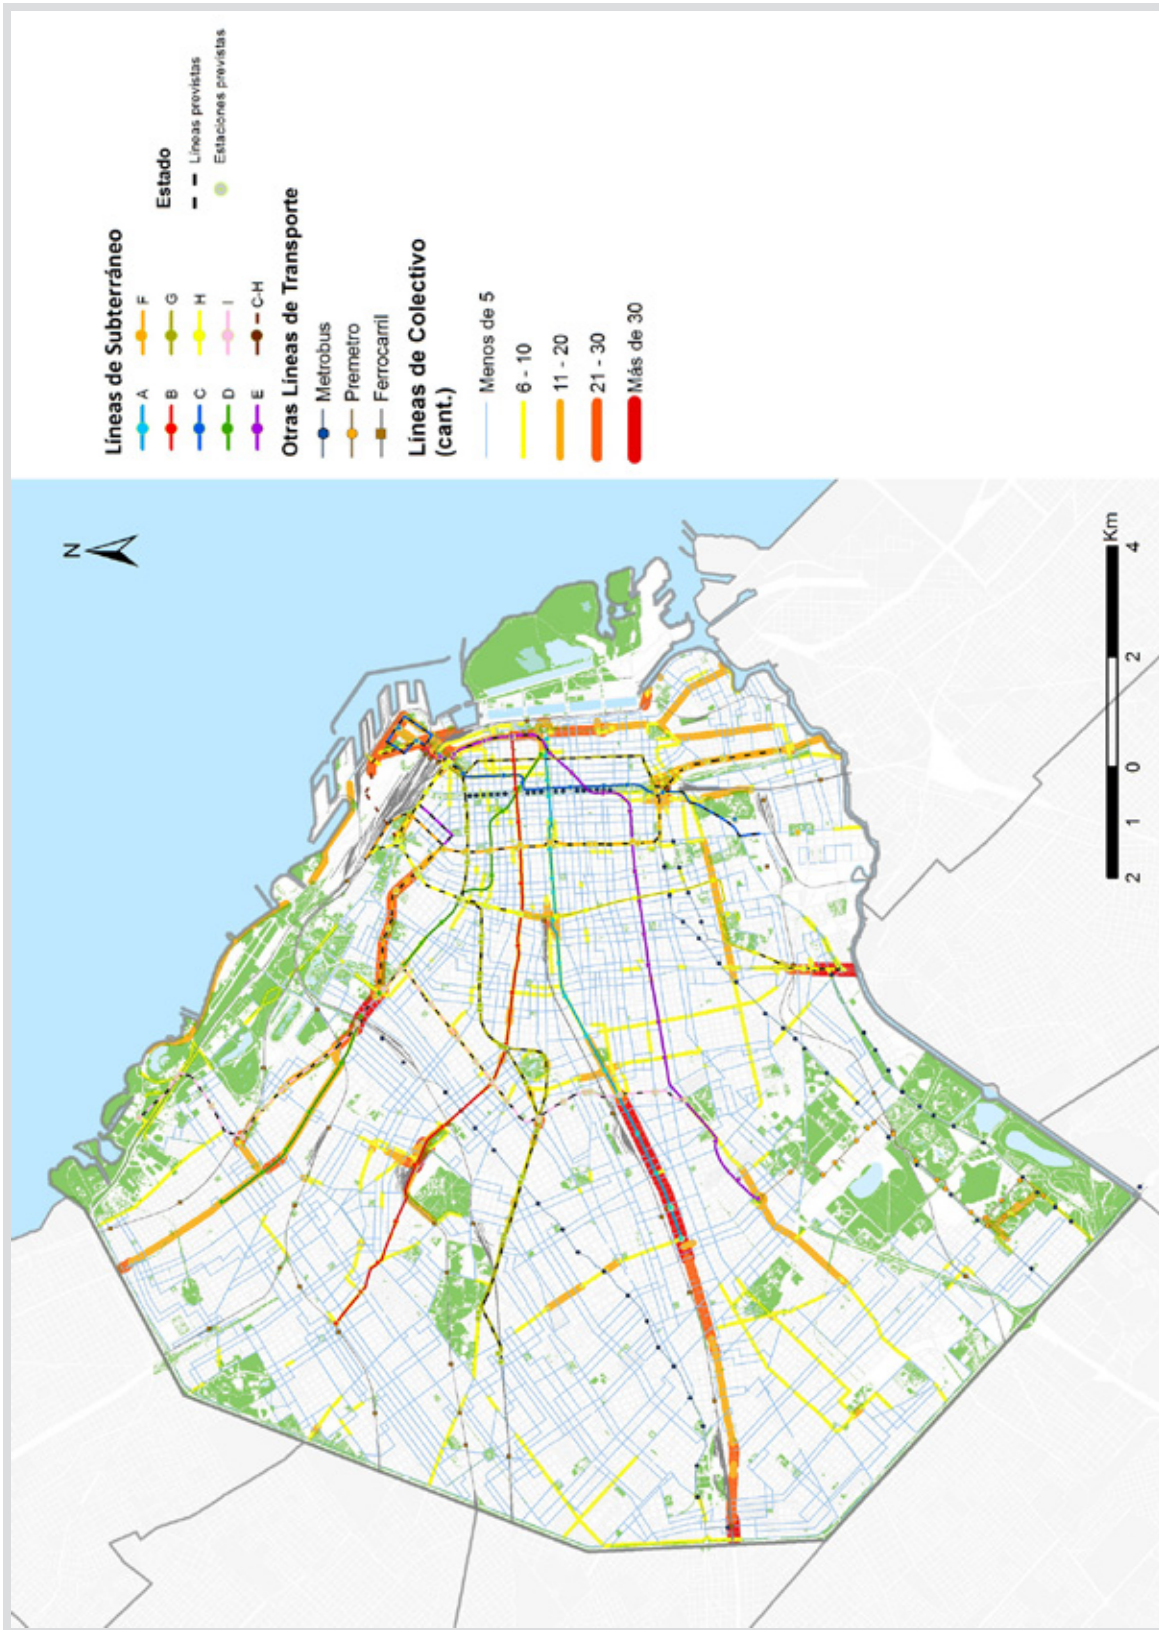 Líneas de Subterráneo
A
B
C
D
E
F
G
H
I
C-H
Estado
Líneas previstas
Estaciones previstas
Otras Líneas de Transporte
Metrobus
Premetro
Ferrocarril
Líneas de Colectivo
(cant.)
Menos de 5
6 - 10
11 - 20
21 - 30
Más de 30
N
2 1 0 2 4
Km